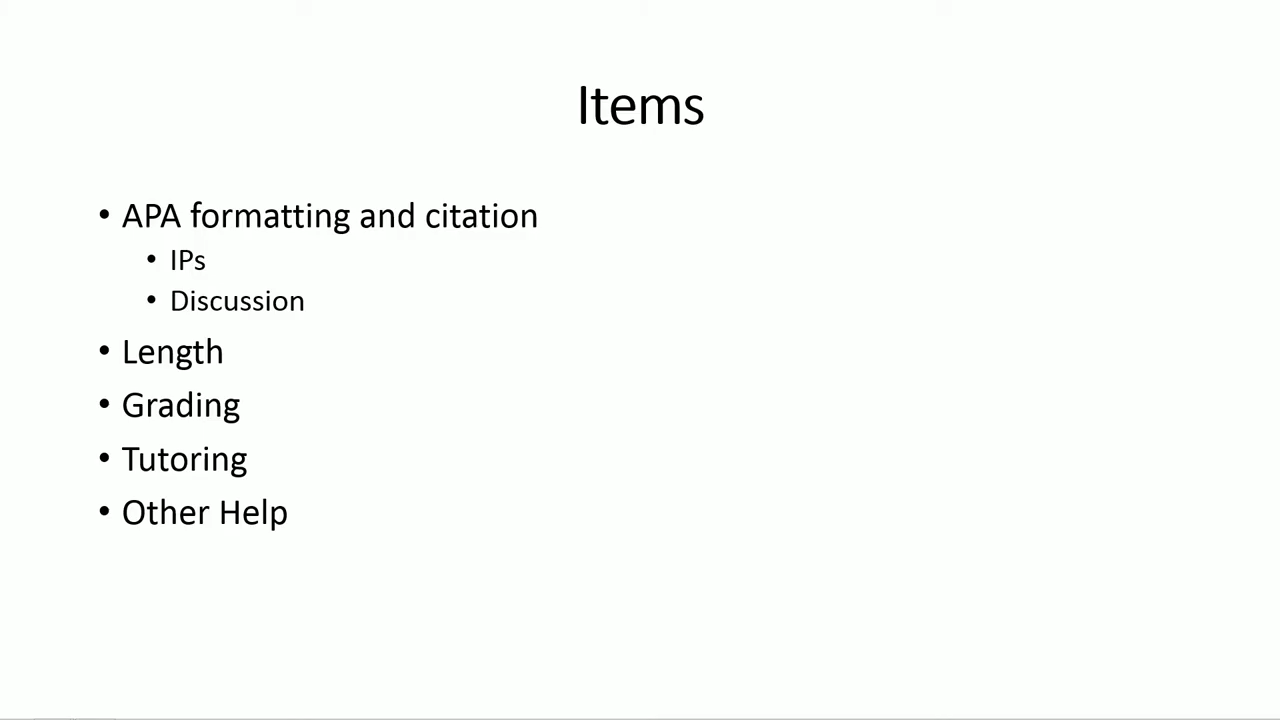 Items
• APA formatting and citation
• IPs
• Discussion
• Length
• Grading
• Tutoring
• Other Help